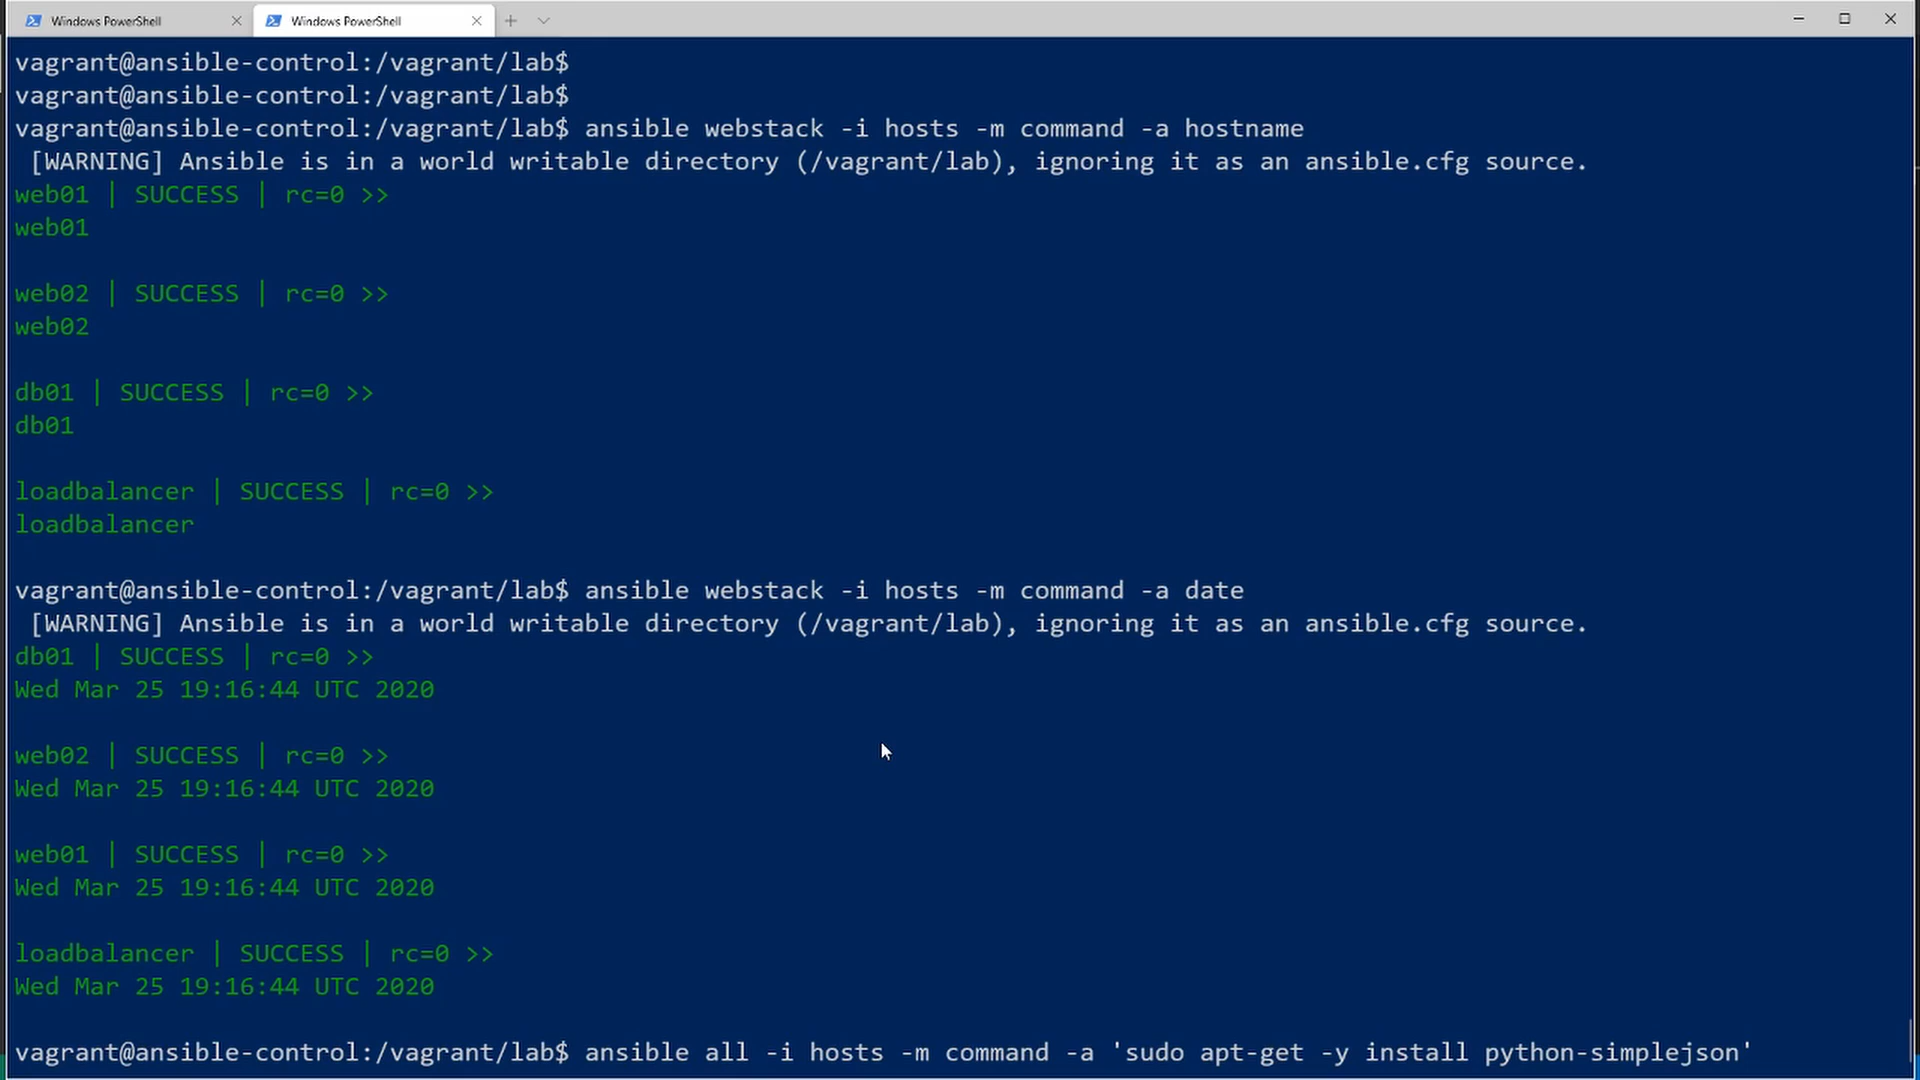 Windows PowerShell
Windows PowerShell
vagrant@ansible-control:/vagrant/lab$
vagrant@ansible-control:/vagrant/lab$
vagrant@ansible-control:/vagrant/lab$ ansible webstack -i hosts -m command -a hostname
[WARNING] Ansible is in a world writable directory (/vagrant/lab), ignoring it as an ansible.cfg source.
web01 | SUCCESS | rc=0 >>
web01
web02 | SUCCESS | rc=0 >>
web02
db01 | SUCCESS | rc=0 >>
db01
loadbalancer | SUCCESS | rc=0 >>
loadbalancer
vagrant@ansible-control:/vagrant/lab$ ansible webstack -i hosts -m command -a date
[WARNING] Ansible is in a world writable directory (/vagrant/lab), ignoring it as an ansible.cfg source.
db01 | SUCCESS | rc=0 >>
Wed Mar 25 19:16:44 UTC 2020
web02 | SUCCESS | rc=0 >>
Wed Mar 25 19:16:44 UTC 2020
web01 | SUCCESS | rc=0 >>
Wed Mar 25 19:16:44 UTC 2020
loadbalancer | SUCCESS | rc=0 >>
Wed Mar 25 19:16:44 UTC 2020
vagrant@ansible-control:/vagrant/lab$ ansible all -i hosts -m command -a 'sudo apt-get -y install python-simplejson'